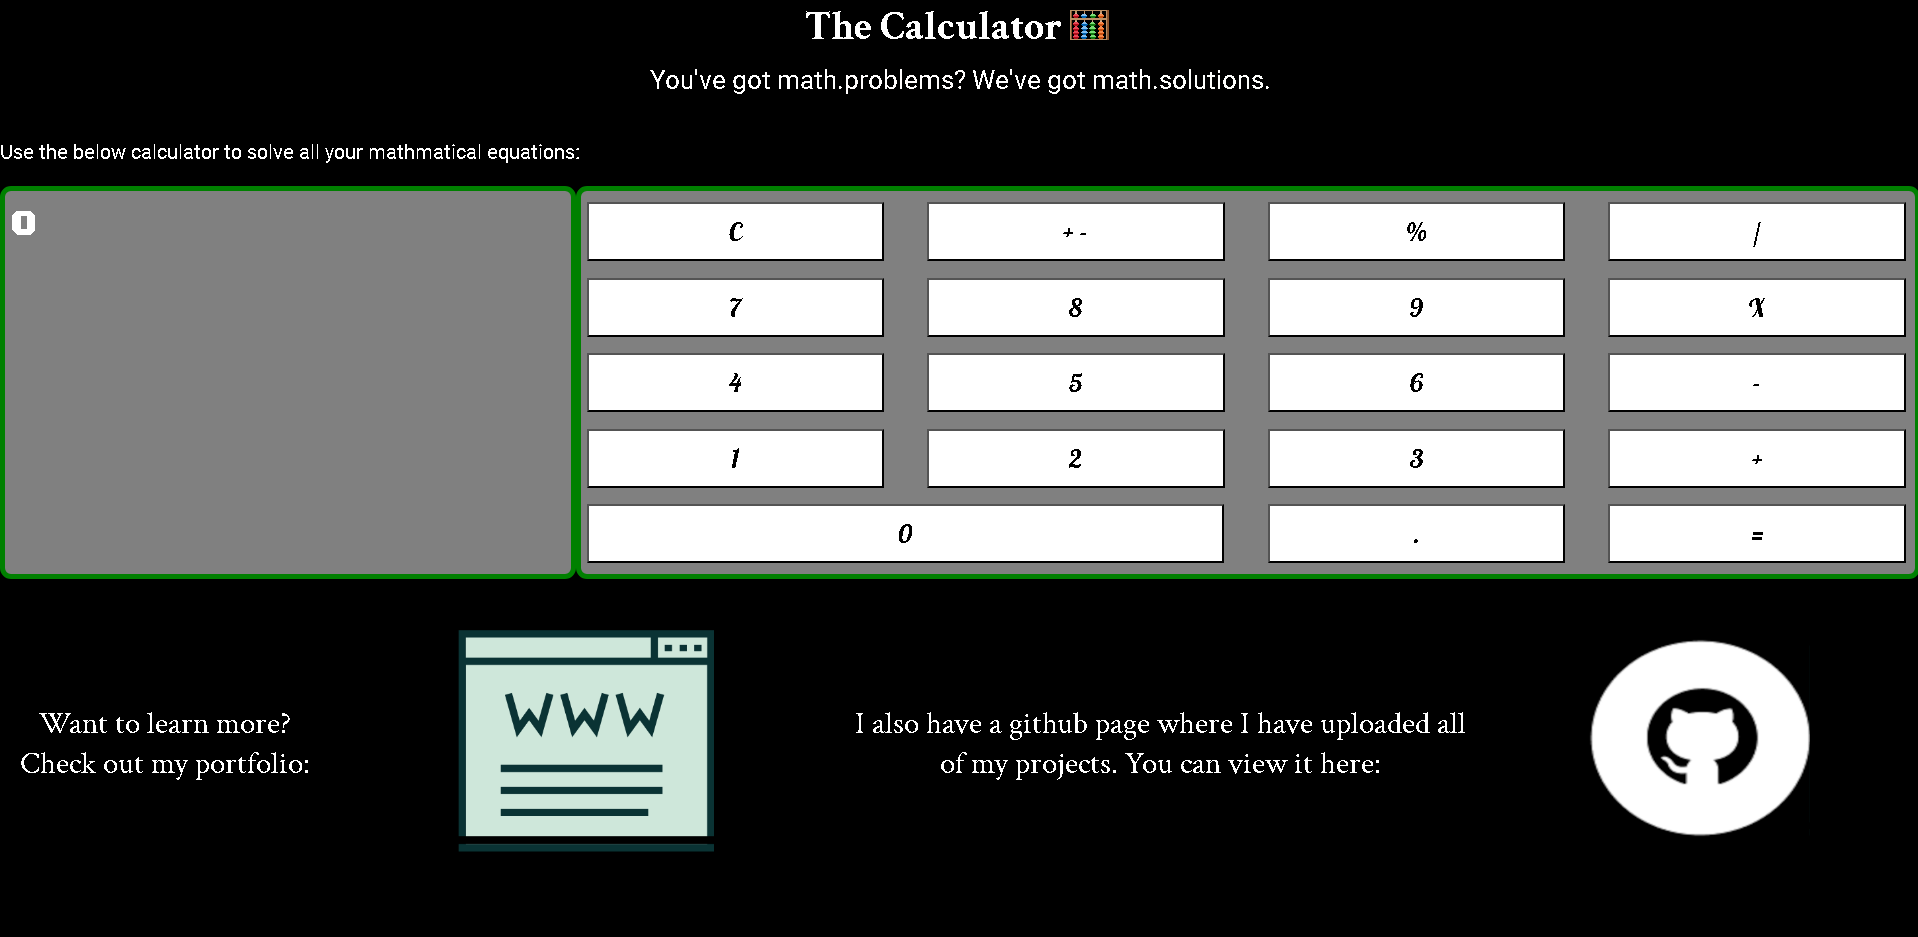 The Calculator 🧮
You've got math.problems? We've got math.solutions.
Use the below calculator to solve all your mathmatical equations:
0
C + - % /
7 8 9 X
4 5 6 -
1 2 3 +
0 . =
WWW
Want to learn more?
Check out my portfolio:
I also have a github page where I have uploaded all
of my projects. You can view it here: